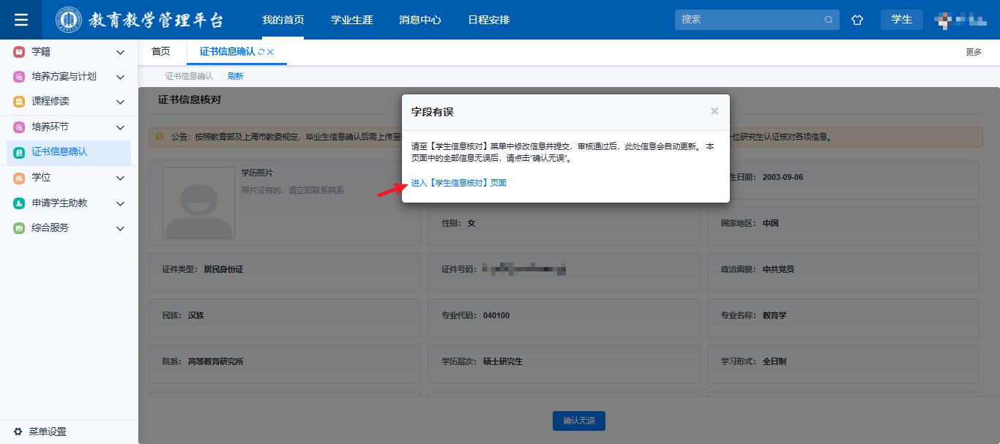 教育教学管理平台
我的首页 学业生涯 消息中心 日程安排 搜索 学生
学籍
培养方案与计划
课程修读
培养环节
证书信息确认
学位
申请学生助教
综合服务
菜单设置
首页 证书信息确认 更多
证书信息确认 刷新
证书信息核对
公告：按照教育部及上海市教委规定，毕业生信息确认后需上传至
一位研究生认证核对各项信息。
字段有误
请至【学生信息核对】菜单中修改信息并提交，审核通过后，此处信息会自动更新。 本
页面中的全部信息无误后，请点击“确认无误”。
进入【学生信息核对】页面
学历照片
照片没有的，请立即联系院系
生日期： 2003-09-06
性别： 女
国家地区： 中国
证件类型： 居民身份证
证件号码：
政治面貌： 中共党员
民族： 汉族
专业代码： 040100
专业名称： 教育学
院系： 高等教育研究所
学历层次： 硕士研究生
学习形式： 全日制
确认无误